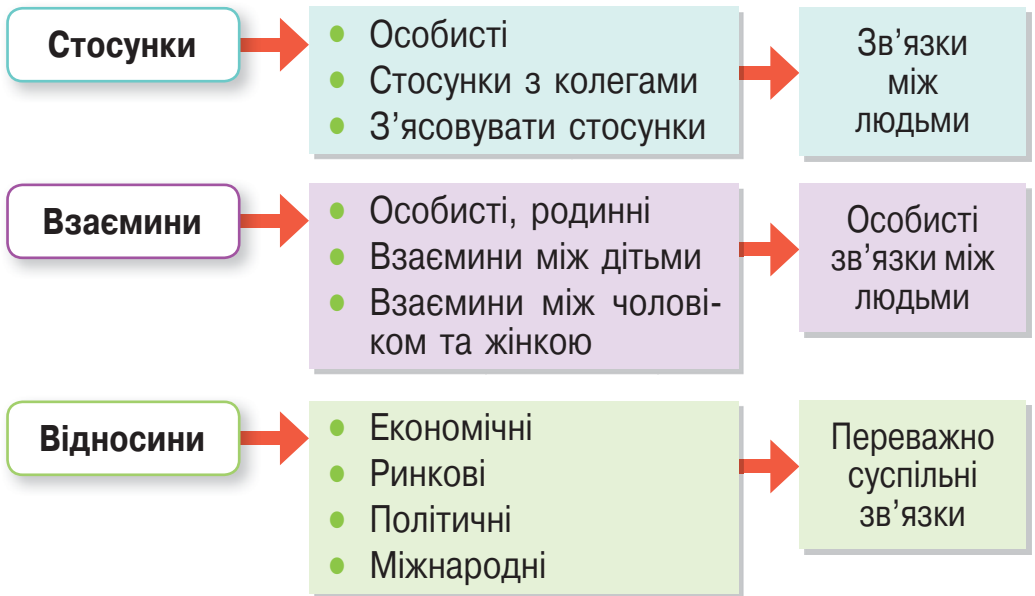 Стосунки
Особисті
Стосунки з колегами
З’ясовувати стосунки
Зв’язки
між
людьми
Взаємини
Особисті, родинні
Взаємини між дітьми
Взаємини між чолові-
ком та жінкою
Особисті
зв’язки між
людьми
Відносини
Економічні
Ринкові
Політичні
Міжнародні
Переважно
суспільні
зв’язки